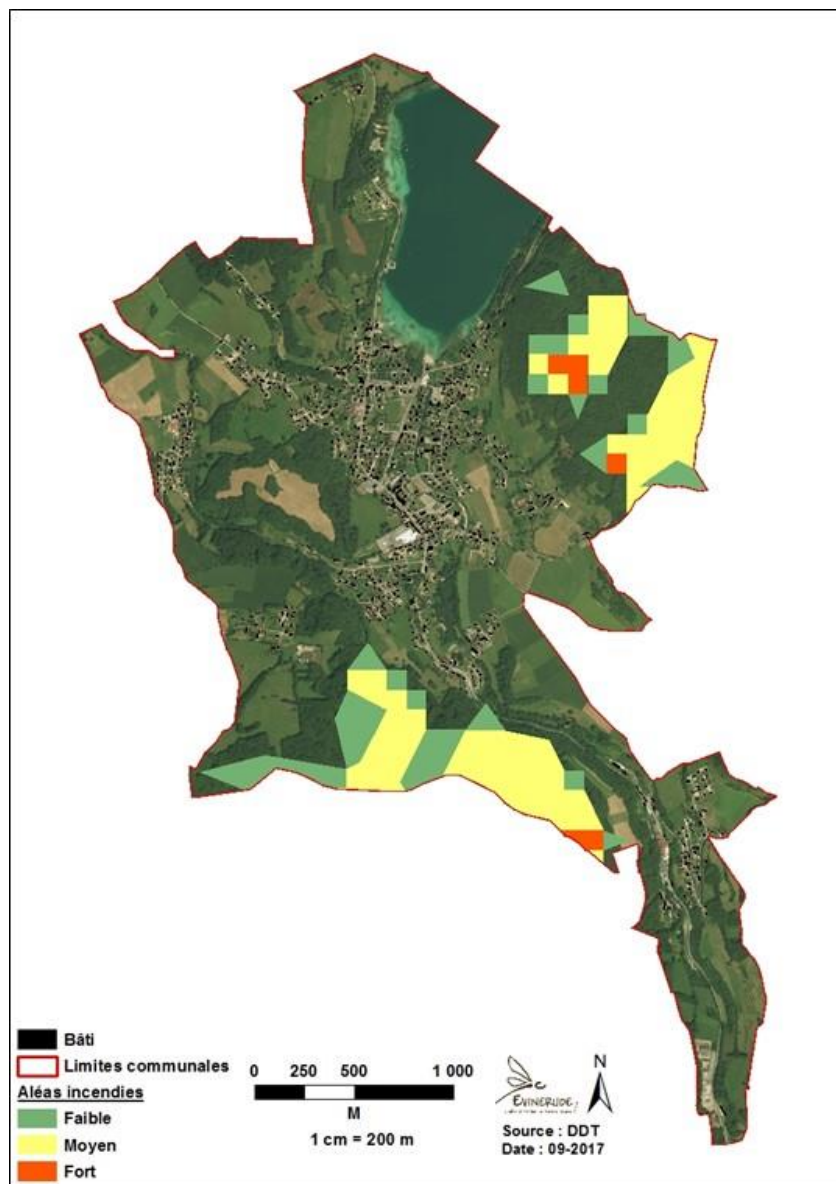 Bâti
Limites communales
Aléas incendies
Faible
Moyen
Fort
0 250 500 1 000
M
1 cm = 200 m
EVINERUDE
N
Source : DDT
Date : 09-2017